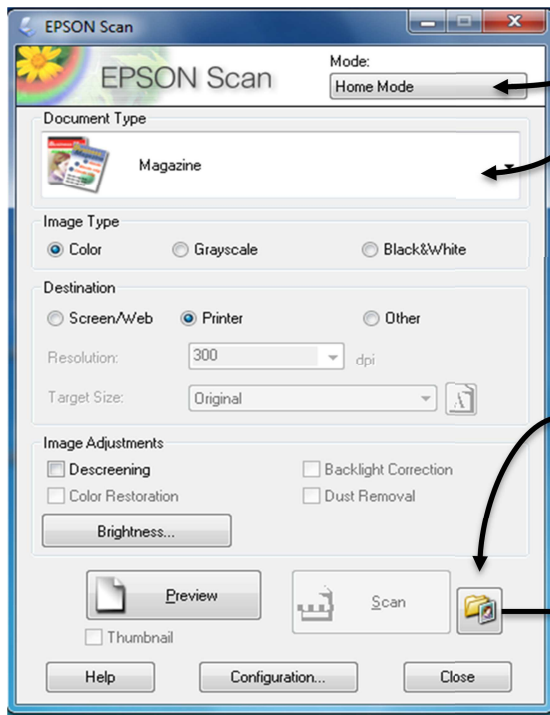 EPSON Scan
EPSON Scan
Mode:
Home Mode
Document Type
Magazine
Image Type
Color Grayscale Black&White
Destination
Screen/Web Printer Other
Resolution: 300 dpi
Target Size: Original
Image Adjustments
Descreening Backlight Correction
Color Restoration Dust Removal
Brightness...
Preview Scan
Thumbnail
Help Configuration... Close